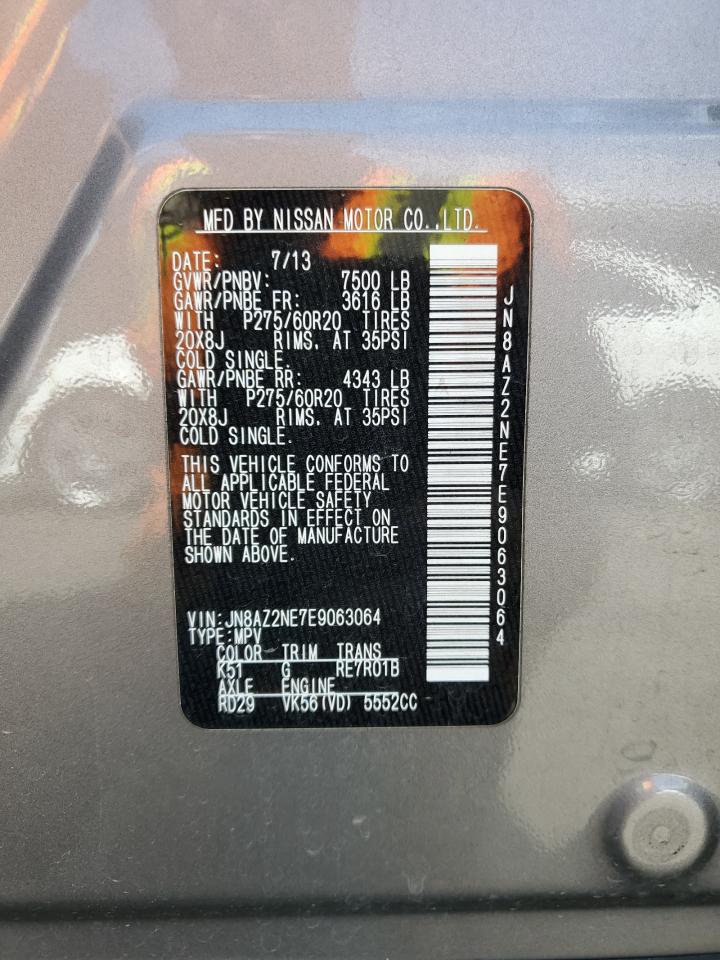 MFD BY NISSAN MOTOR CO.,LTD.
DATE: 7/13
GVWR/PNBV: 7500 LB
GAWR/PNBE FR: 3616 LB
WITH P275/60R20 TIRES
20X8J RIMS, AT 35PSI
COLD SINGLE.
GAWR/PNBE RR: 4343 LB
WITH P275/60R20 TIRES
20X8J RIMS, AT 35PSI
COLD SINGLE.
THIS VEHICLE CONFORMS TO
ALL APPLICABLE FEDERAL
MOTOR VEHICLE SAFETY
STANDARDS IN EFFECT ON
THE DATE OF MANUFACTURE
SHOWN ABOVE.
VIN:JN8AZ2NE7E9063064
TYPE:MPV
COLOR TRIM TRANS
K51 G RE7R01B
AXLE ENGINE
RD29 VK56(VD) 5552CC
JN8AZ2NE7E9063064